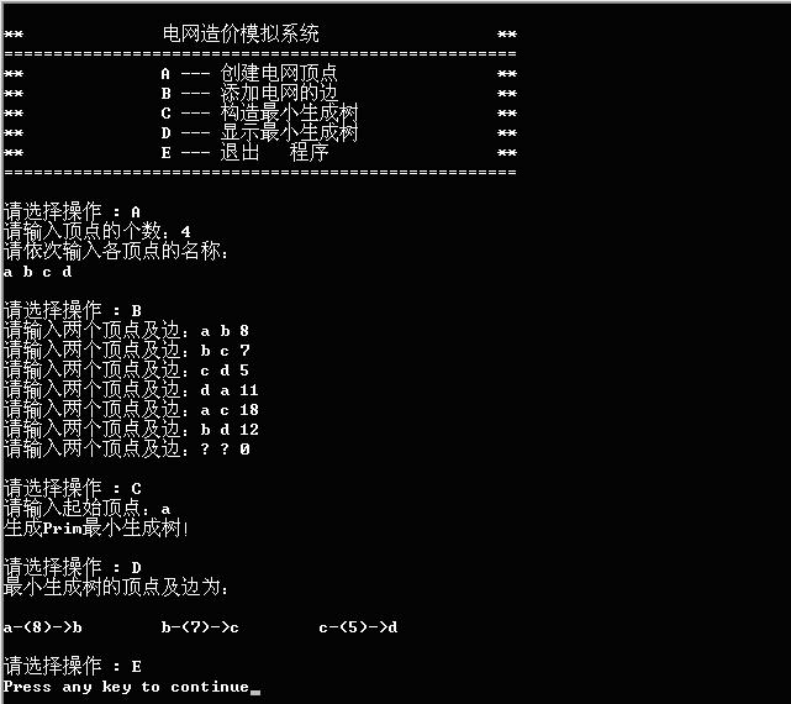 **              电网造价模拟系统                  **
====================================================
**              A --- 创建电网顶点                **
**              B --- 添加电网的边                **
**              C --- 构造最小生成树              **
**              D --- 显示最小生成树              **
**              E --- 退出   程序                 **
====================================================
请选择操作 : A
请输入顶点的个数: 4
请依次输入各顶点的名称:
a b c d
请选择操作 : B
请输入两个顶点及边: a b 8
请输入两个顶点及边: b c 7
请输入两个顶点及边: c d 5
请输入两个顶点及边: d a 11
请输入两个顶点及边: a c 18
请输入两个顶点及边: b d 12
请输入两个顶点及边: ? ? 0
请选择操作 : C
请输入起始顶点: a
生成Prim最小生成树!
请选择操作 : D
最小生成树的顶点及边为:
a-(8)->b        b-(7)->c        c-(5)->d
请选择操作 : E
Press any key to continue_